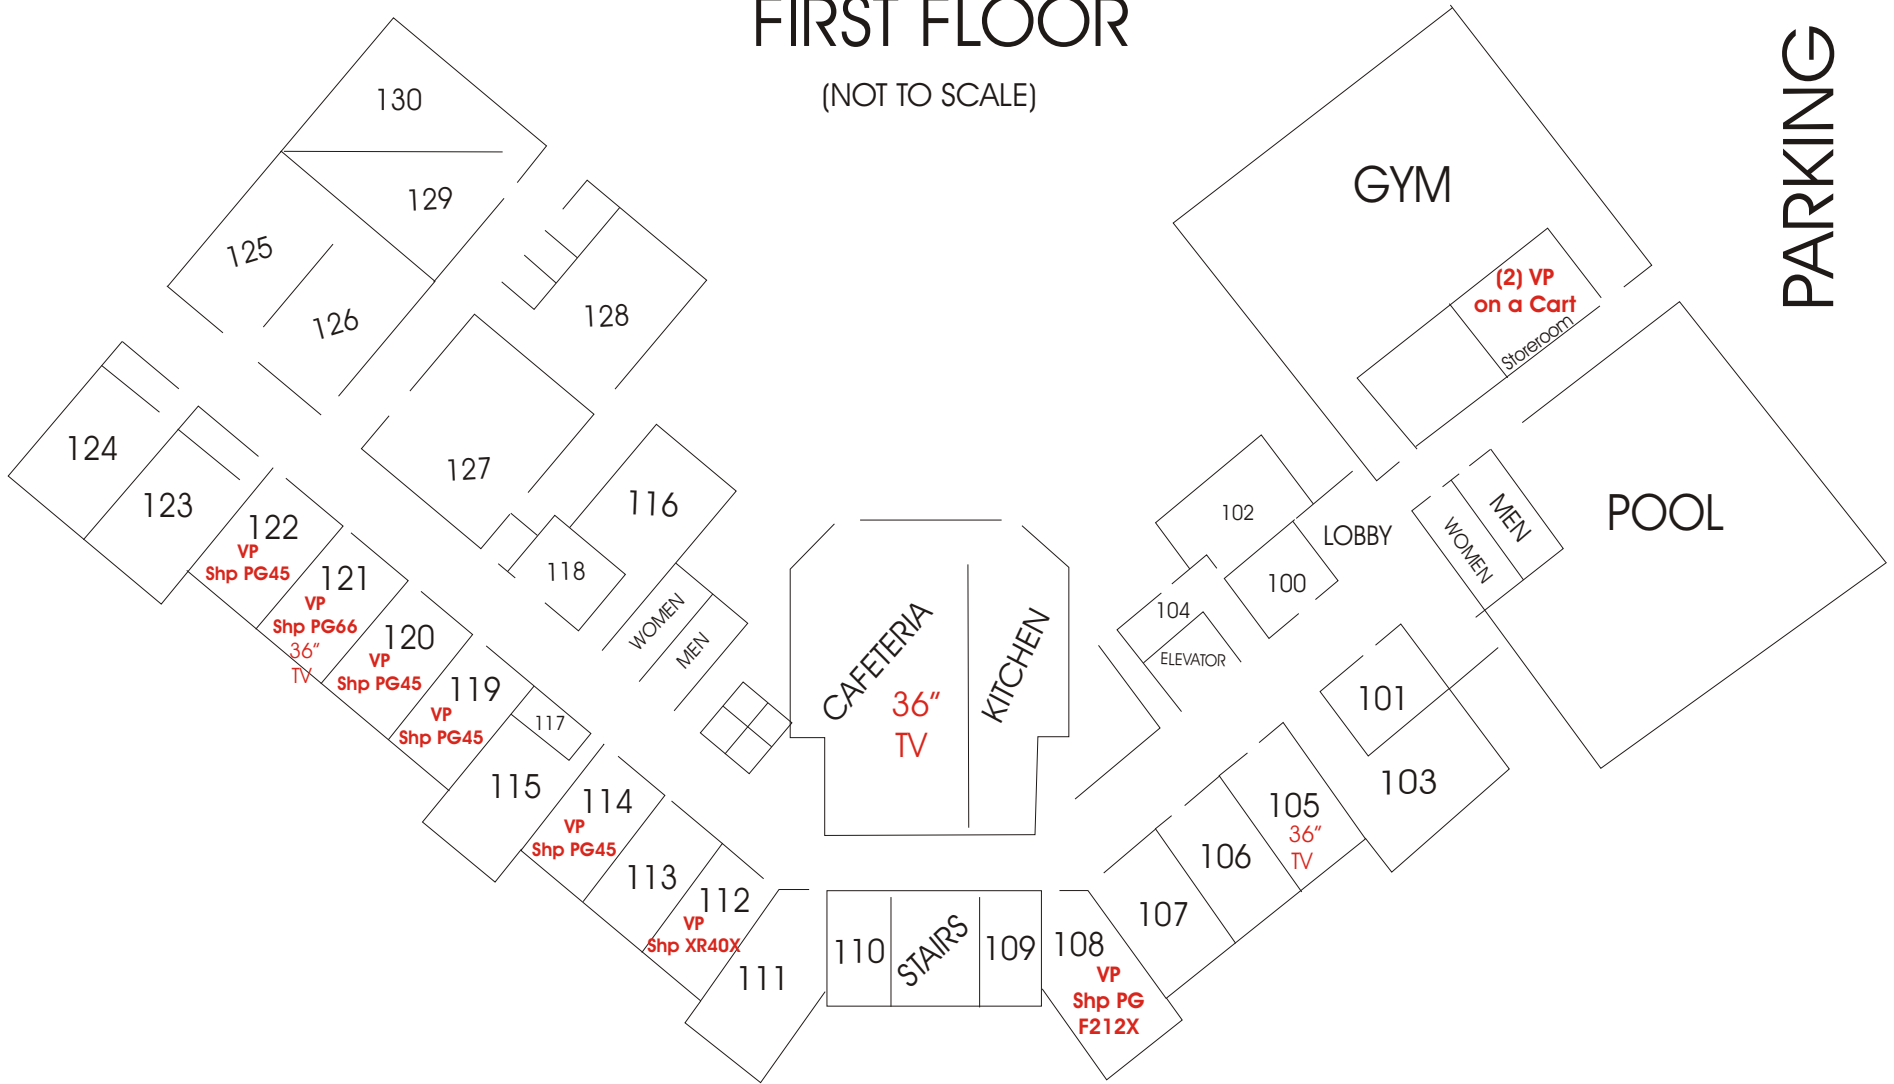 FIRST FLOOR
(NOT TO SCALE)
PARKING
130
129
125
126
128
GYM
(2) VP
on a Cart
Storeroom
124
123
127
116
118
122
VP
Shp PG45
121
VP
Shp PG66
36”
TV
120
VP
Shp PG45
119
VP
Shp PG45
117
115
114
VP
Shp PG45
113
112
VP
Shp XR40X
111
WOMEN
MEN
CAFETERIA
36”
TV
KITCHEN
110
STAIRS
109
108
VP
Shp PG
F212X
107
106
105
36”
TV
103
101
102
100
104
ELEVATOR
LOBBY
WOMEN
MEN
POOL